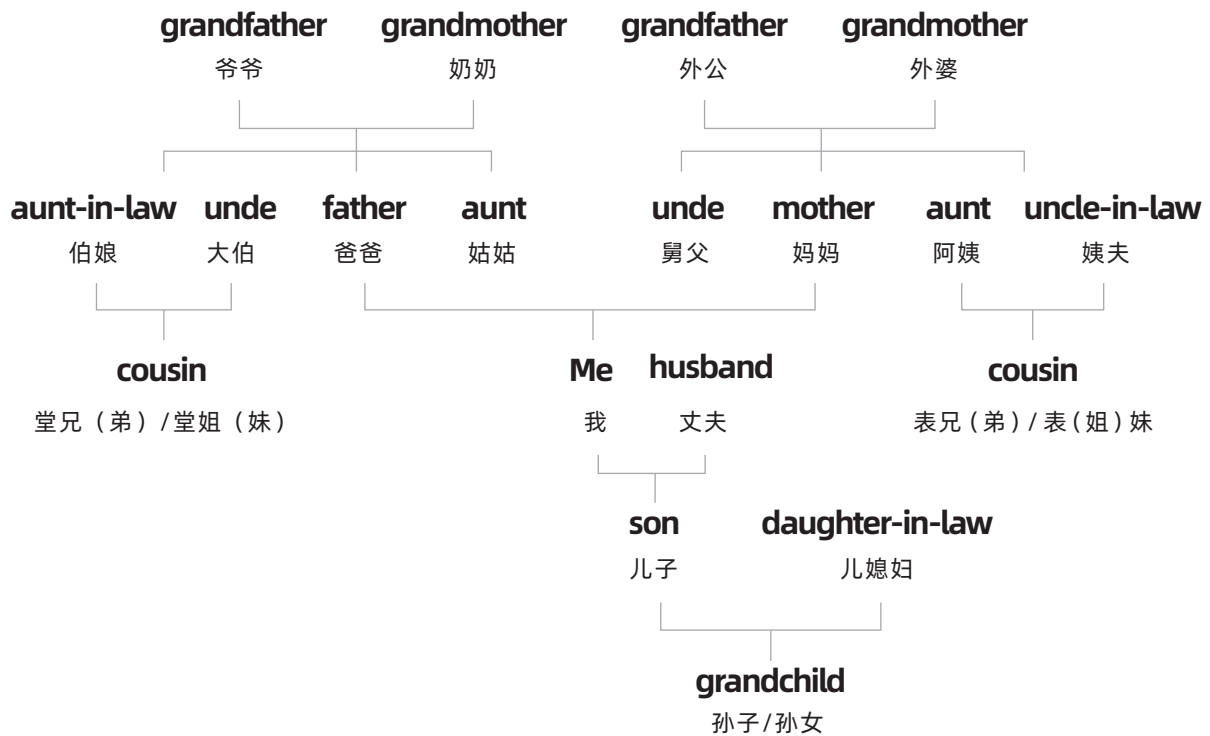 grandfather grandmother grandfather grandmother
爷爷 奶奶 外公 外婆
aunt-in-law unde father aunt unde mother aunt uncle-in-law
伯娘 大伯 爸爸 姑姑 舅父 妈妈 阿姨 姨夫
cousin Me husband cousin
堂兄（弟）/堂姐（妹） 我 丈夫 表兄(弟)/表(姐)妹
son daughter-in-law
儿子 儿媳妇
grandchild
孙子/孙女